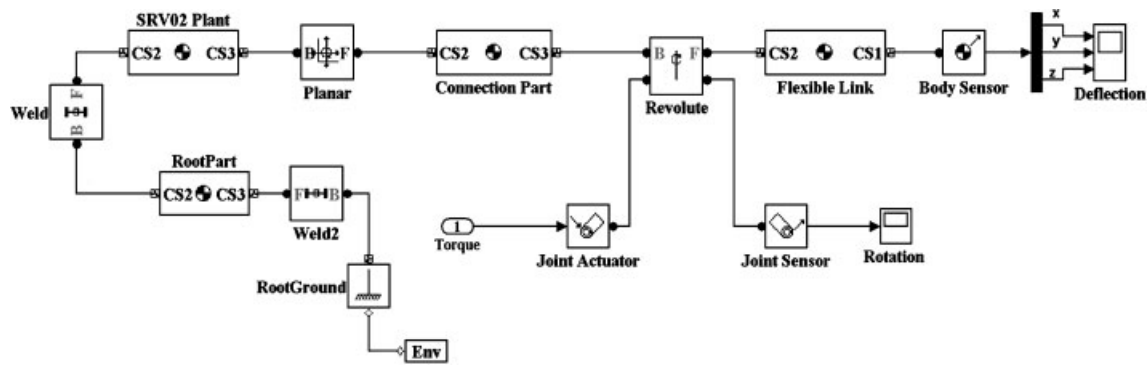 SRV02 Plant
CS2 CS3
B F
Planar
CS2 CS3
Connection Part
B F
Revolute
CS2 CS1
Flexible Link
Body Sensor
x
y
z
Deflection
Weld
F
B
RootPart
CS2 CS3
F B
Weld2
RootGround
Env
1
Torque
Joint Actuator
Joint Sensor
Rotation